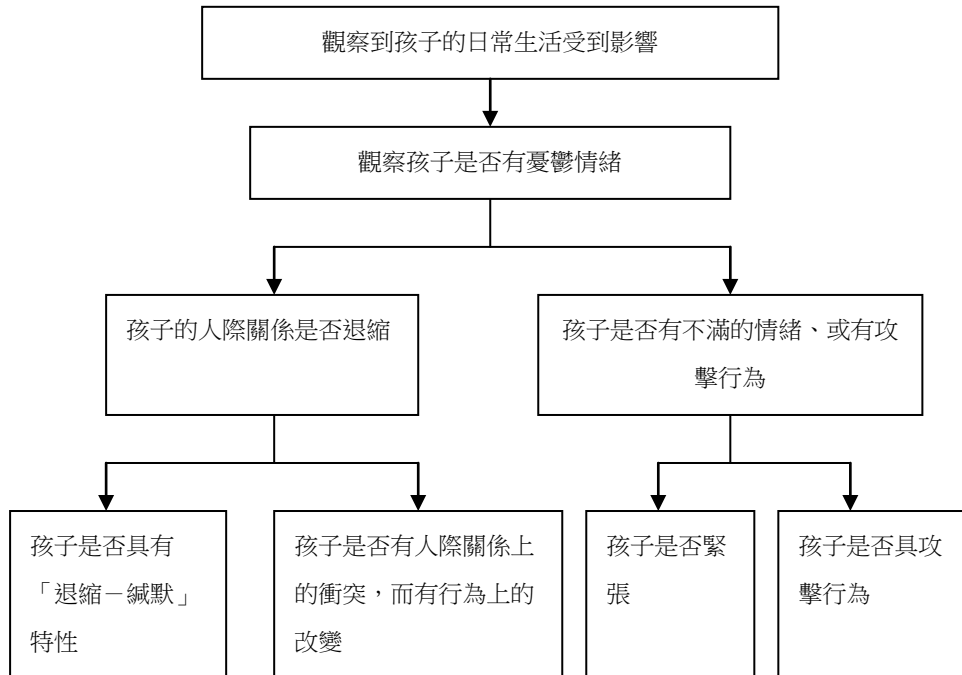 觀察到孩子的日常生活受到影響
觀察孩子是否有憂鬱情緒
孩子的人際關係是否退縮
孩子是否有不滿的情緒、或有攻
擊行為
孩子是否具有
「退縮－緘默」
特性
孩子是否有人際關係上
的衝突，而有行為上的
改變
孩子是否緊
張
孩子是否具攻
擊行為